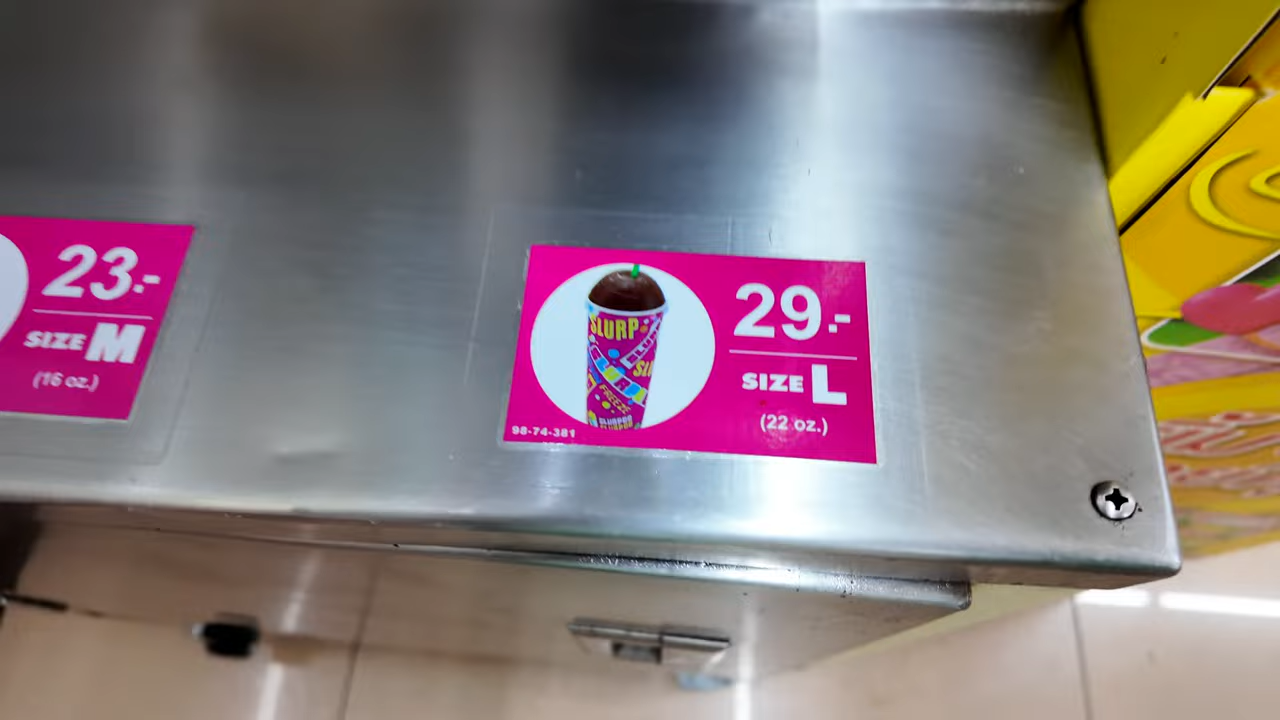 23.-
SIZE M
(16 oz.)
29.-
SIZE L
(22 oz.)
SLURP
98-74-381